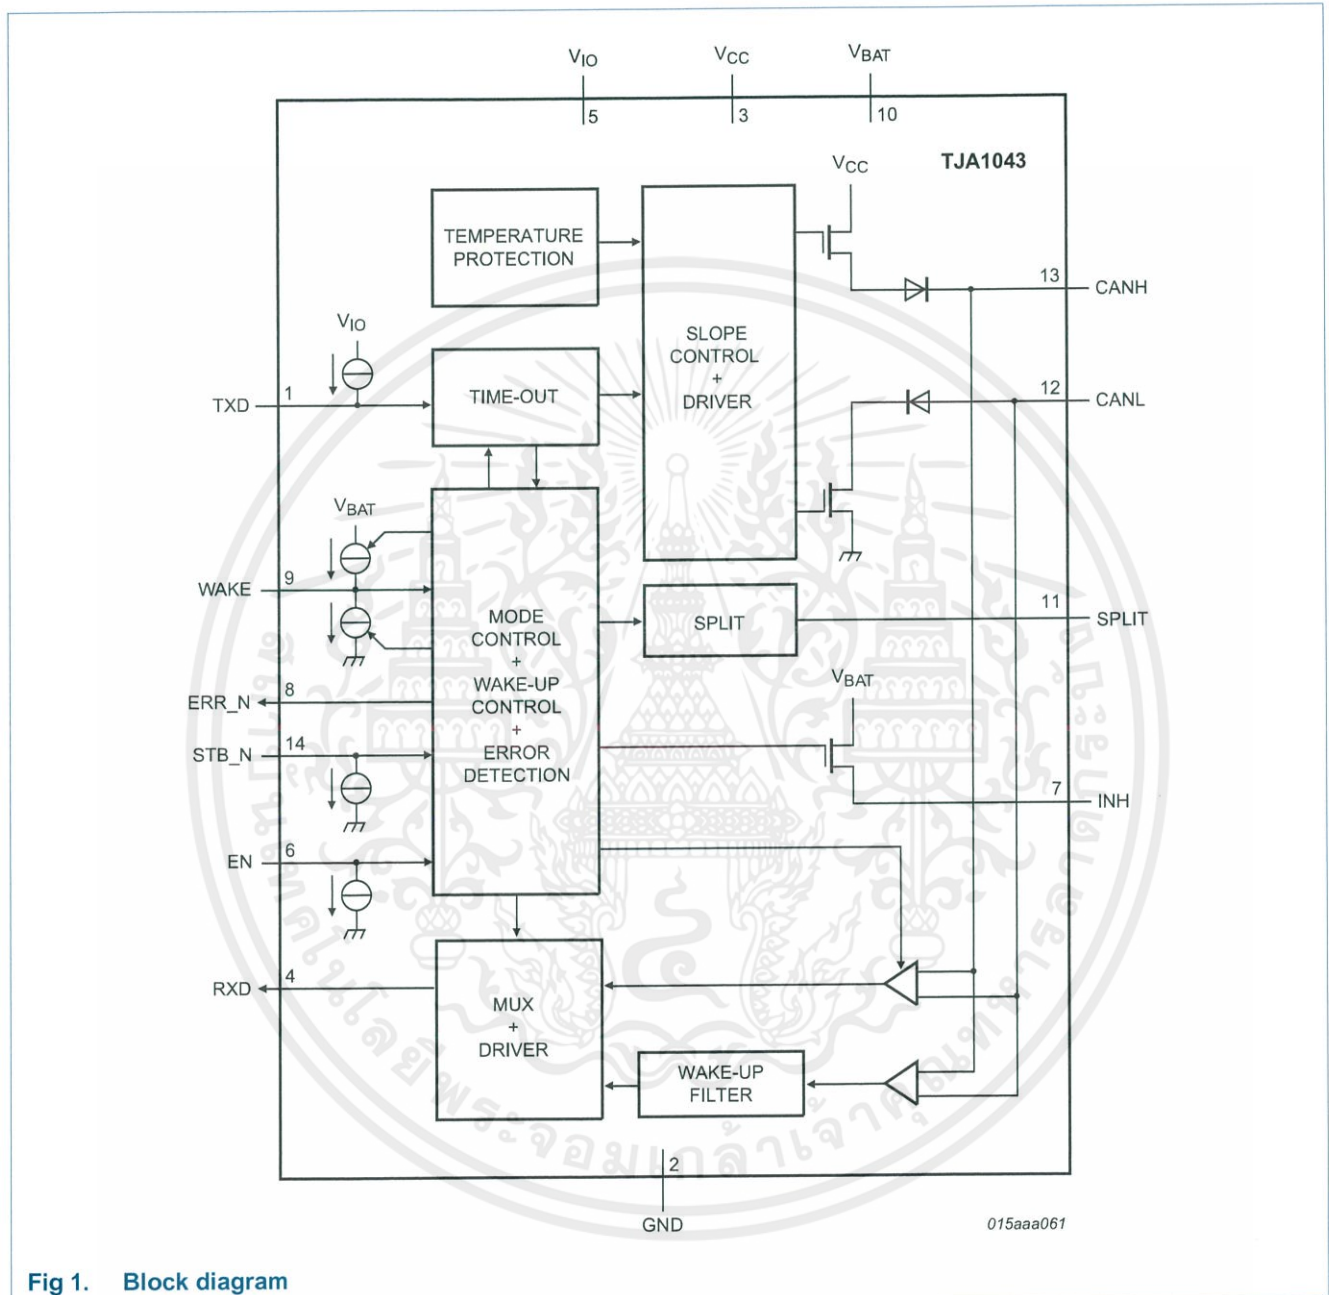 VIO
VCC
VBAT
5
3
10
TJA1043
VCC
TEMPERATURE
PROTECTION
13
CANH
VIO
SLOPE
CONTROL
+
DRIVER
1
TXD
TIME-OUT
12
CANL
VBAT
9
WAKE
MODE
CONTROL
+
WAKE-UP
CONTROL
+
ERROR
DETECTION
SPLIT
11
SPLIT
8
ERR_N
VBAT
14
STB_N
7
INH
6
EN
4
RXD
MUX
+
DRIVER
WAKE-UP
FILTER
2
GND
015aaa061
Fig 1. Block diagram